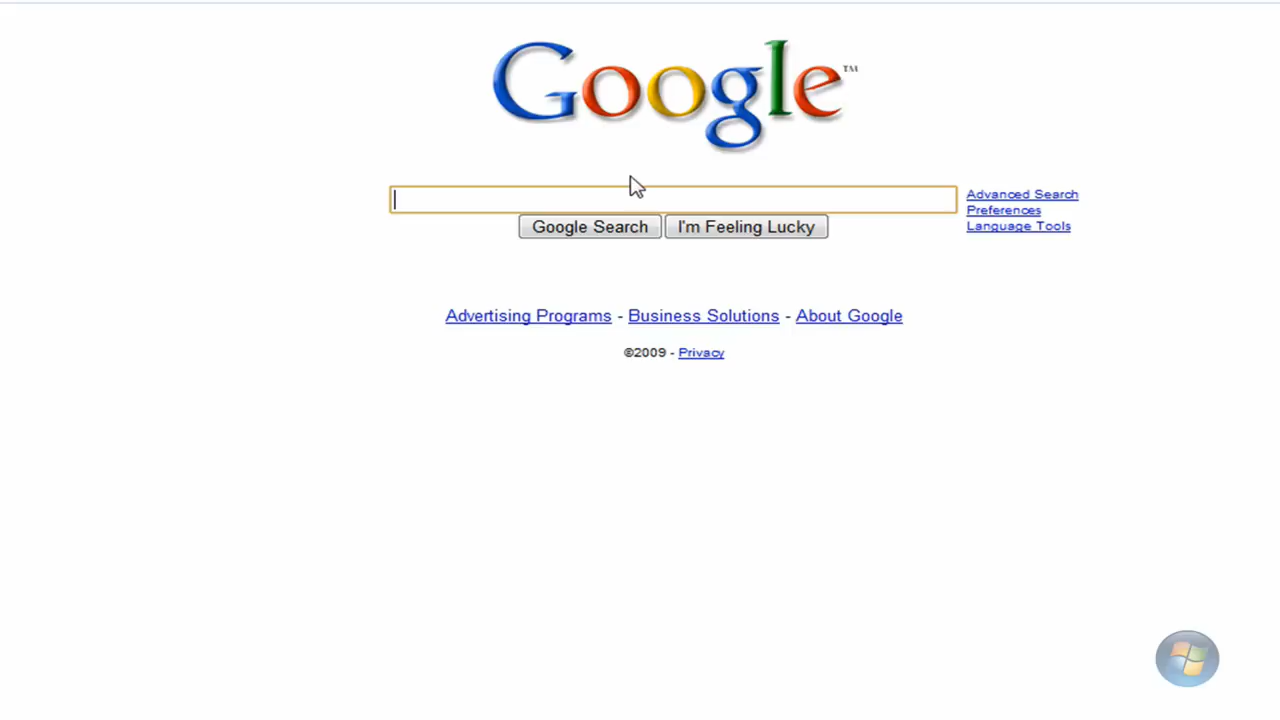 Google™
Advanced Search
Preferences
Google Search I'm Feeling Lucky Language Tools
Advertising Programs - Business Solutions - About Google
©2009 - Privacy